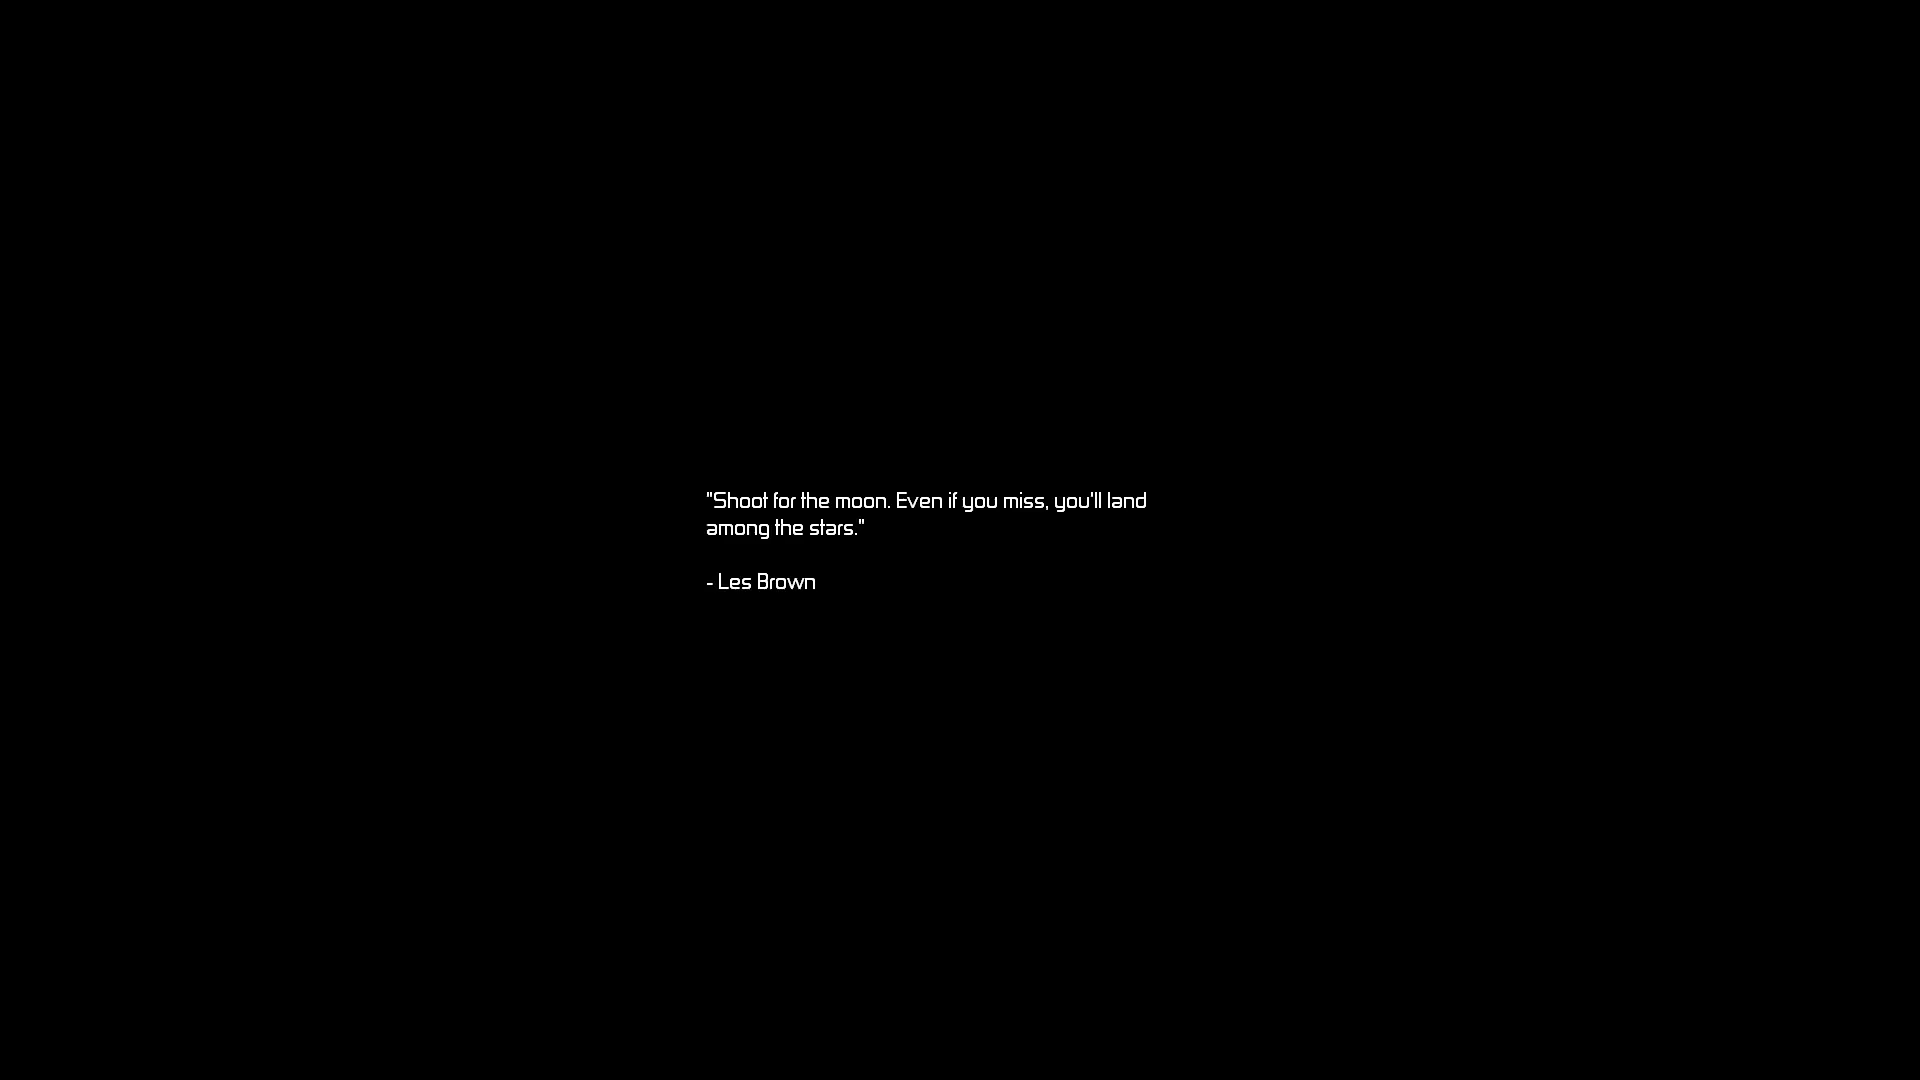 "Shoot for the moon. Even if you miss, you'll land
among the stars."
- Les Brown